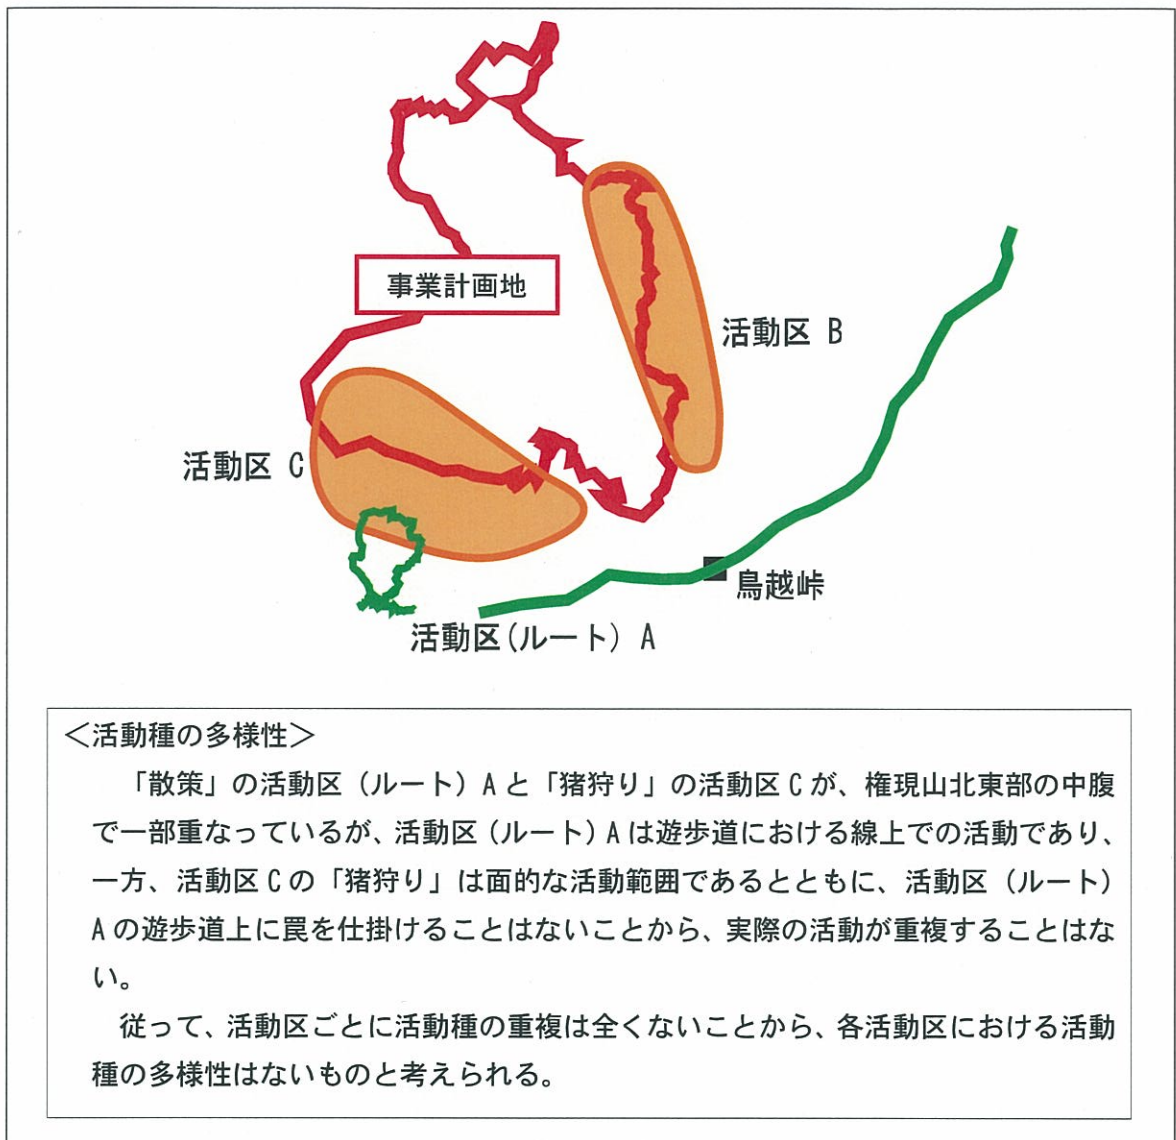 事業計画地
活動区 B
活動区 C
鳥越峠
活動区(ルート) A
＜活動種の多様性＞
「散策」の活動区（ルート）Aと「猪狩り」の活動区Cが、権現山北東部の中腹
で一部重なっているが、活動区（ルート）Aは遊歩道における線上での活動であり、
一方、活動区Cの「猪狩り」は面的な活動範囲であるとともに、活動区（ルート）
Aの遊歩道上に罠を仕掛けることはないことから、実際の活動が重複することはな
い。
従って、活動区ごとに活動種の重複は全くないことから、各活動区における活動
種の多様性はないものと考えられる。